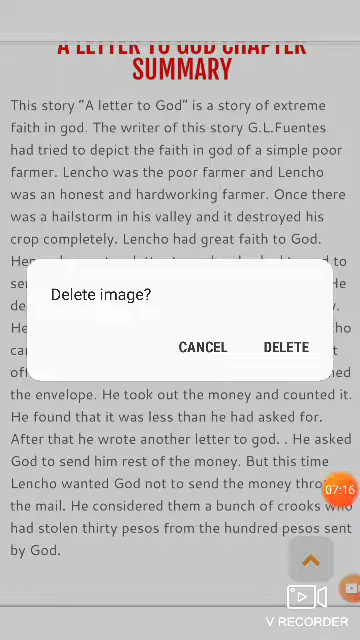 A LETTER TO GOD CHAPTER
SUMMARY
This story “A letter to God” is a story of extreme
faith in god. The writer of this story G.L.Fuentes
had tried to depict the faith in god of a simple poor
farmer. Lencho was the poor farmer and Lencho
was an honest and hardworking farmer. Once there
was a hailstorm in his valley and it destroyed his
crop completely. Lencho had great faith to God.
Delete image?
CANCEL DELETE
the envelope. He took out the money and counted it.
He found that it was less than he had asked for.
After that he wrote another letter to god. . He asked
God to send him rest of the money. But this time
Lencho wanted God not to send the money
07:16
the mail. He considered them a bunch of crooks who
had stolen thirty pesos from the hundred pesos sent
by God.
V RECORDER